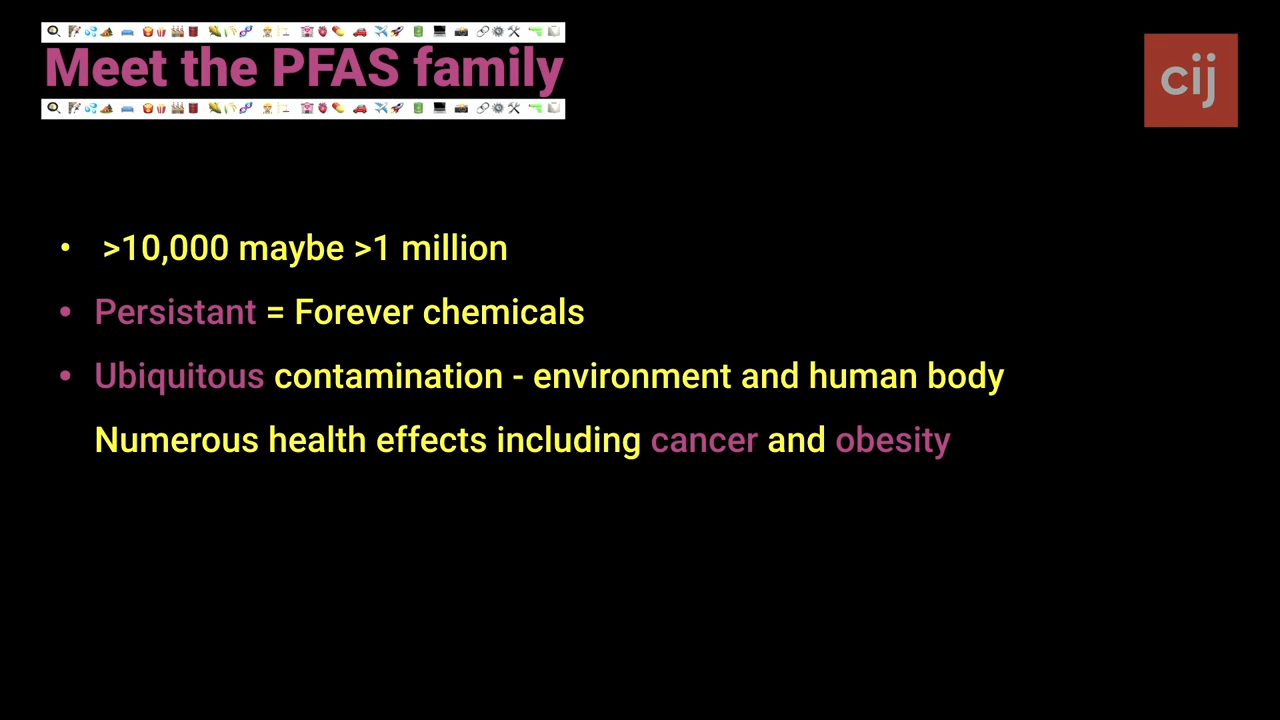 Meet the PFAS family
cij
• >10,000 maybe >1 million
• Persistant = Forever chemicals
• Ubiquitous contamination - environment and human body
Numerous health effects including cancer and obesity